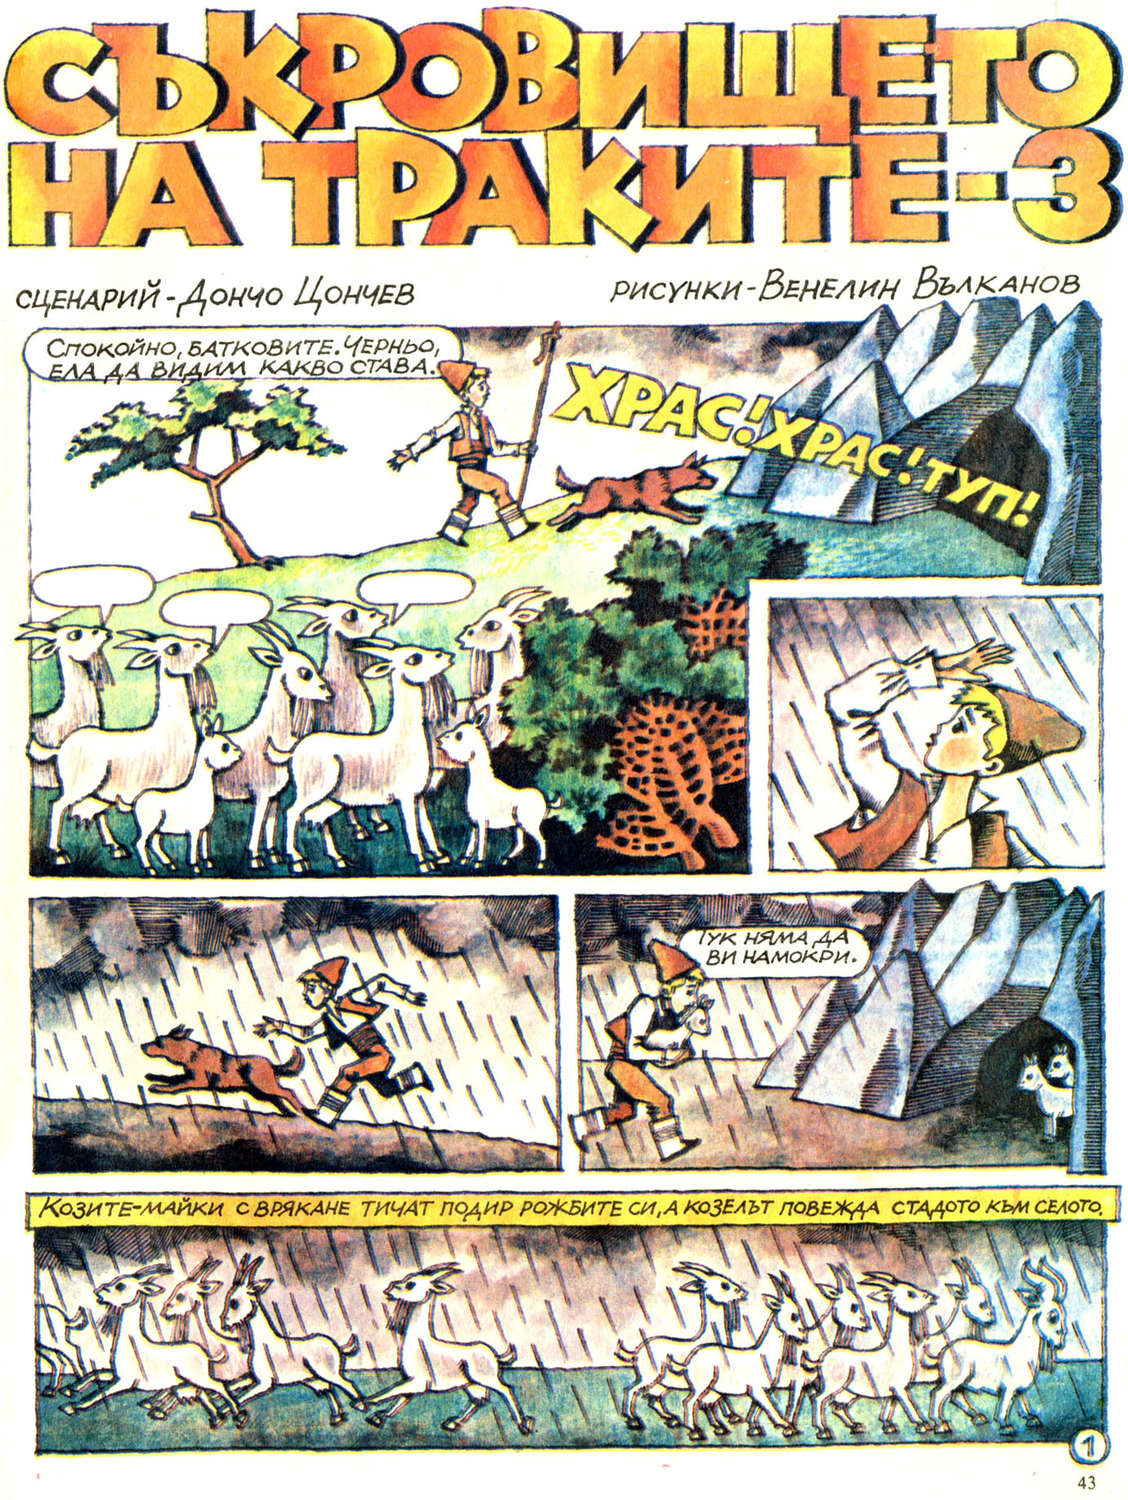 СЪКРОВИЩЕТО
НА ТРАКИТЕ-3
СЦЕНАРИЙ-ДОНЧО ЦОНЧЕВ
РИСУНКИ-ВЕНЕЛИН ВЪЛКАНОВ
СПОКОЙНО, БАТКОВИТЕ. ЧЕРНЬО,
ЕЛА ДА ВИДИМ КАКВО СТАВА.
ХРАС! ХРАС! ТУП!
ТУК НЯМА ДА
ВИ НАМОКРИ.
КОЗИТЕ-МАЙКИ С ВРЯКАНЕ ТИЧАТ ПОДИР РОЖБИТЕ СИ, А КОЗЕЛЪТ ПОВЕЖДА СТАДОТО КЪМ СЕЛОТО.
1
43